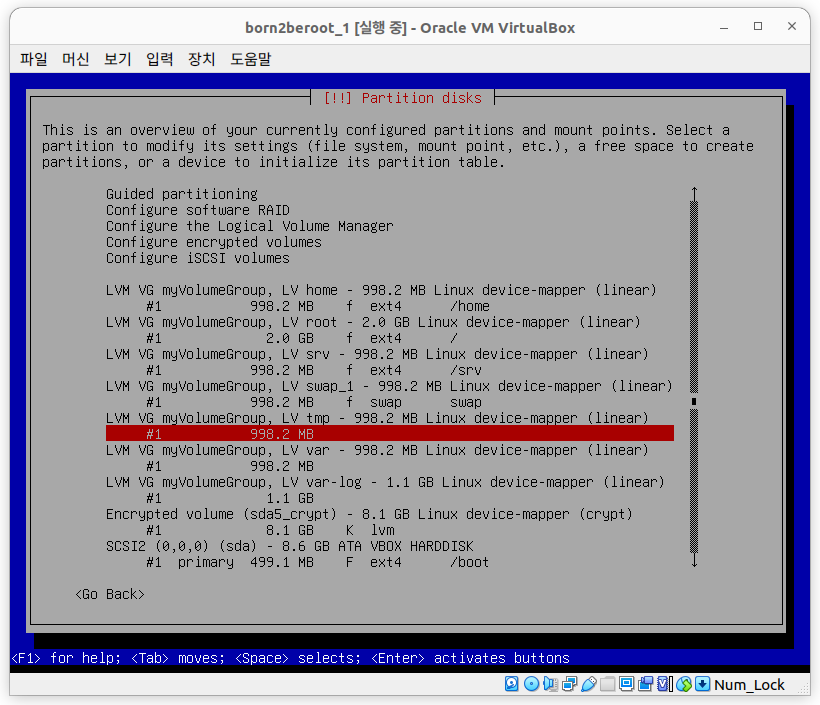 born2beroot_1 [실행 중] - Oracle VM VirtualBox
파일 머신 보기 입력 장치 도움말
[!!] Partition disks
This is an overview of your currently configured partitions and mount points. Select a
partition to modify its settings (file system, mount point, etc.), a free space to create
partitions, or a device to initialize its partition table.
Guided partitioning
Configure software RAID
Configure the Logical Volume Manager
Configure encrypted volumes
Configure iSCSI volumes
LVM VG myVolumeGroup, LV home - 998.2 MB Linux device-mapper (linear)
#1 998.2 MB f ext4 /home
LVM VG myVolumeGroup, LV root - 2.0 GB Linux device-mapper (linear)
#1 2.0 GB f ext4 /
LVM VG myVolumeGroup, LV srv - 998.2 MB Linux device-mapper (linear)
#1 998.2 MB f ext4 /srv
LVM VG myVolumeGroup, LV swap_1 - 998.2 MB Linux device-mapper (linear)
#1 998.2 MB f swap swap
LVM VG myVolumeGroup, LV tmp - 998.2 MB Linux device-mapper (linear)
#1 998.2 MB
LVM VG myVolumeGroup, LV var - 998.2 MB Linux device-mapper (linear)
#1 998.2 MB
LVM VG myVolumeGroup, LV var-log - 1.1 GB Linux device-mapper (linear)
#1 1.1 GB
Encrypted volume (sda5_crypt) - 8.1 GB Linux device-mapper (crypt)
#1 8.1 GB K lvm
SCSI2 (0,0,0) (sda) - 8.6 GB ATA VBOX HARDDISK
#1 primary 499.1 MB F ext4 /boot
<Go Back>
<F1> for help; <Tab> moves; <Space> selects; <Enter> activates buttons
Num_Lock